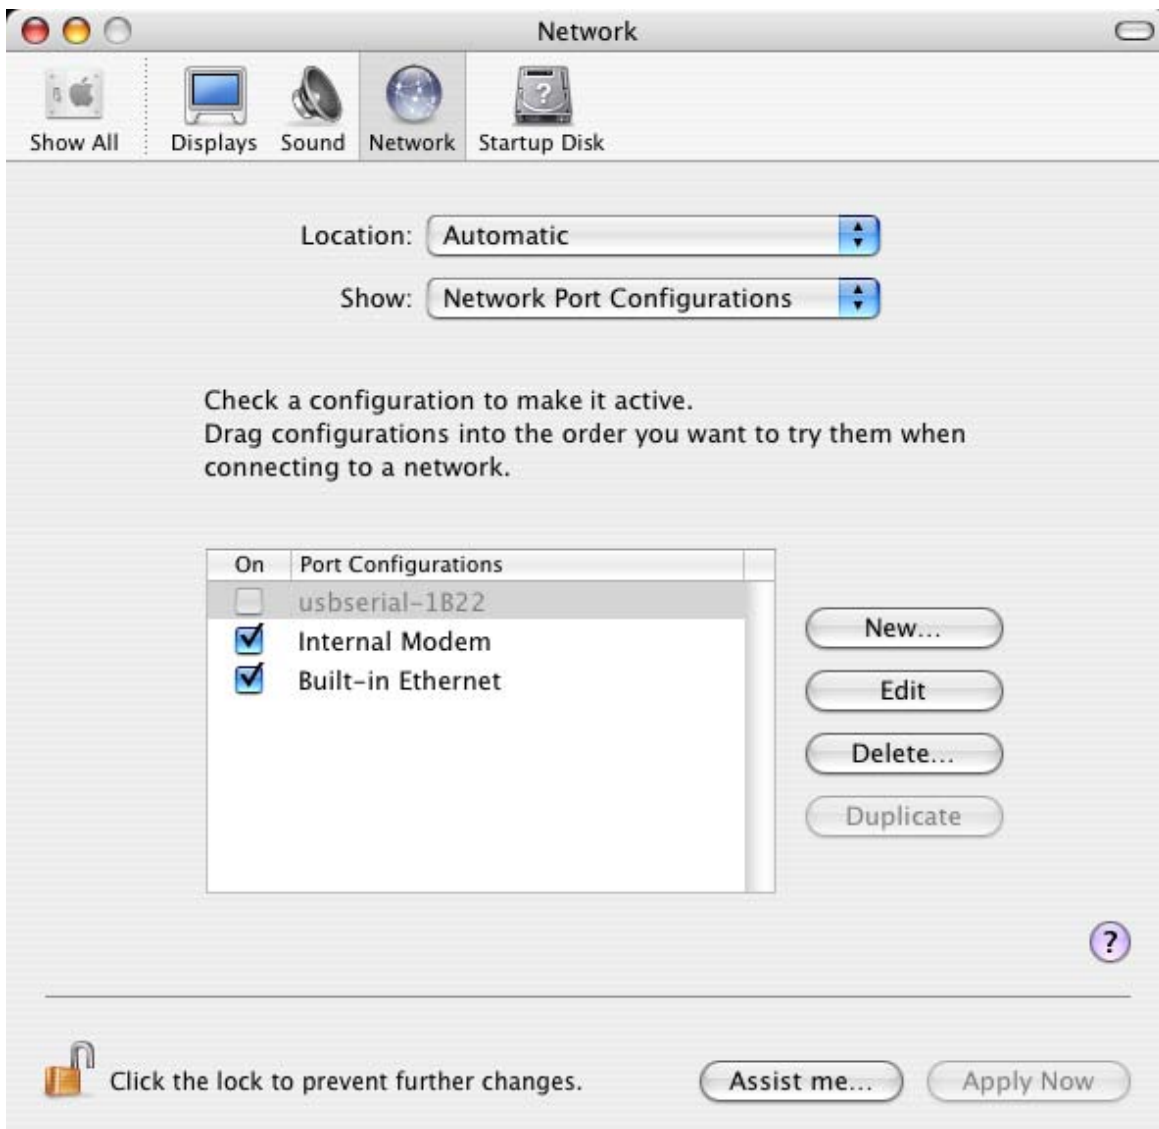 Network
Show All
Displays
Sound
Network
Startup Disk
Location: Automatic
Show: Network Port Configurations
Check a configuration to make it active.
Drag configurations into the order you want to try them when
connecting to a network.
On Port Configurations
usbserial-1B22
Internal Modem
Built-in Ethernet
New...
Edit
Delete...
Duplicate
?
Click the lock to prevent further changes.
Assist me...
Apply Now